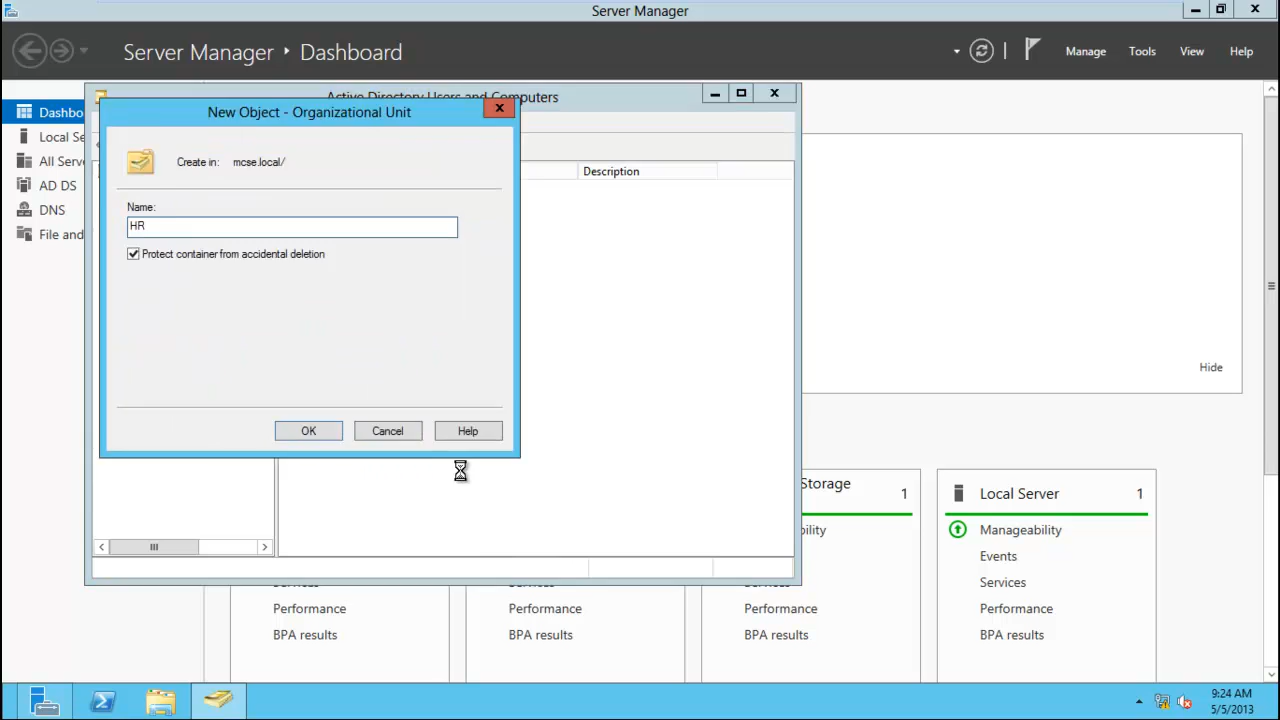 Server Manager
Server Manager • Dashboard
Manage
Tools
View
Help
Dashbo
Local Se
All Serv
AD DS
DNS
File and
Active Directory Users and Computers
Description
New Object - Organizational Unit
Create in: mcse.local/
Name:
HR
Protect container from accidental deletion
OK
Cancel
Help
Hide
Storage 1
Local Server 1
bility
Manageability
Events
Services
Performance
BPA results
Performance
BPA results
Performance
BPA results
Performance
BPA results
9:24 AM
5/5/2013